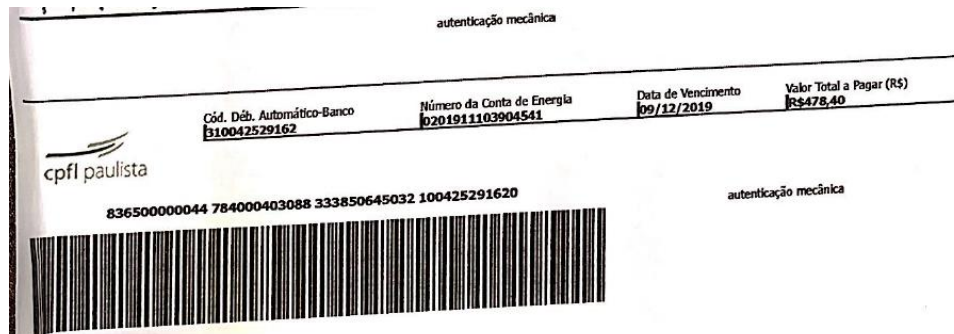 autenticação mecânica
Cód. Déb. Automático-Banco
310042529162
Número da Conta de Energia
0201911103904541
Data de Vencimento
09/12/2019
Valor Total a Pagar (R$)
R$478,40
cpfl paulista
836500000044 784000403088 333850645032 100425291620
autenticação mecânica